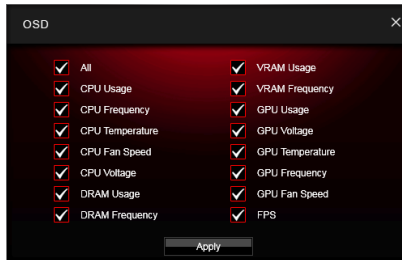 OSD
All
CPU Usage
CPU Frequency
CPU Temperature
CPU Fan Speed
CPU Voltage
DRAM Usage
DRAM Frequency
VRAM Usage
VRAM Frequency
GPU Usage
GPU Voltage
GPU Temperature
GPU Frequency
GPU Fan Speed
FPS
Apply